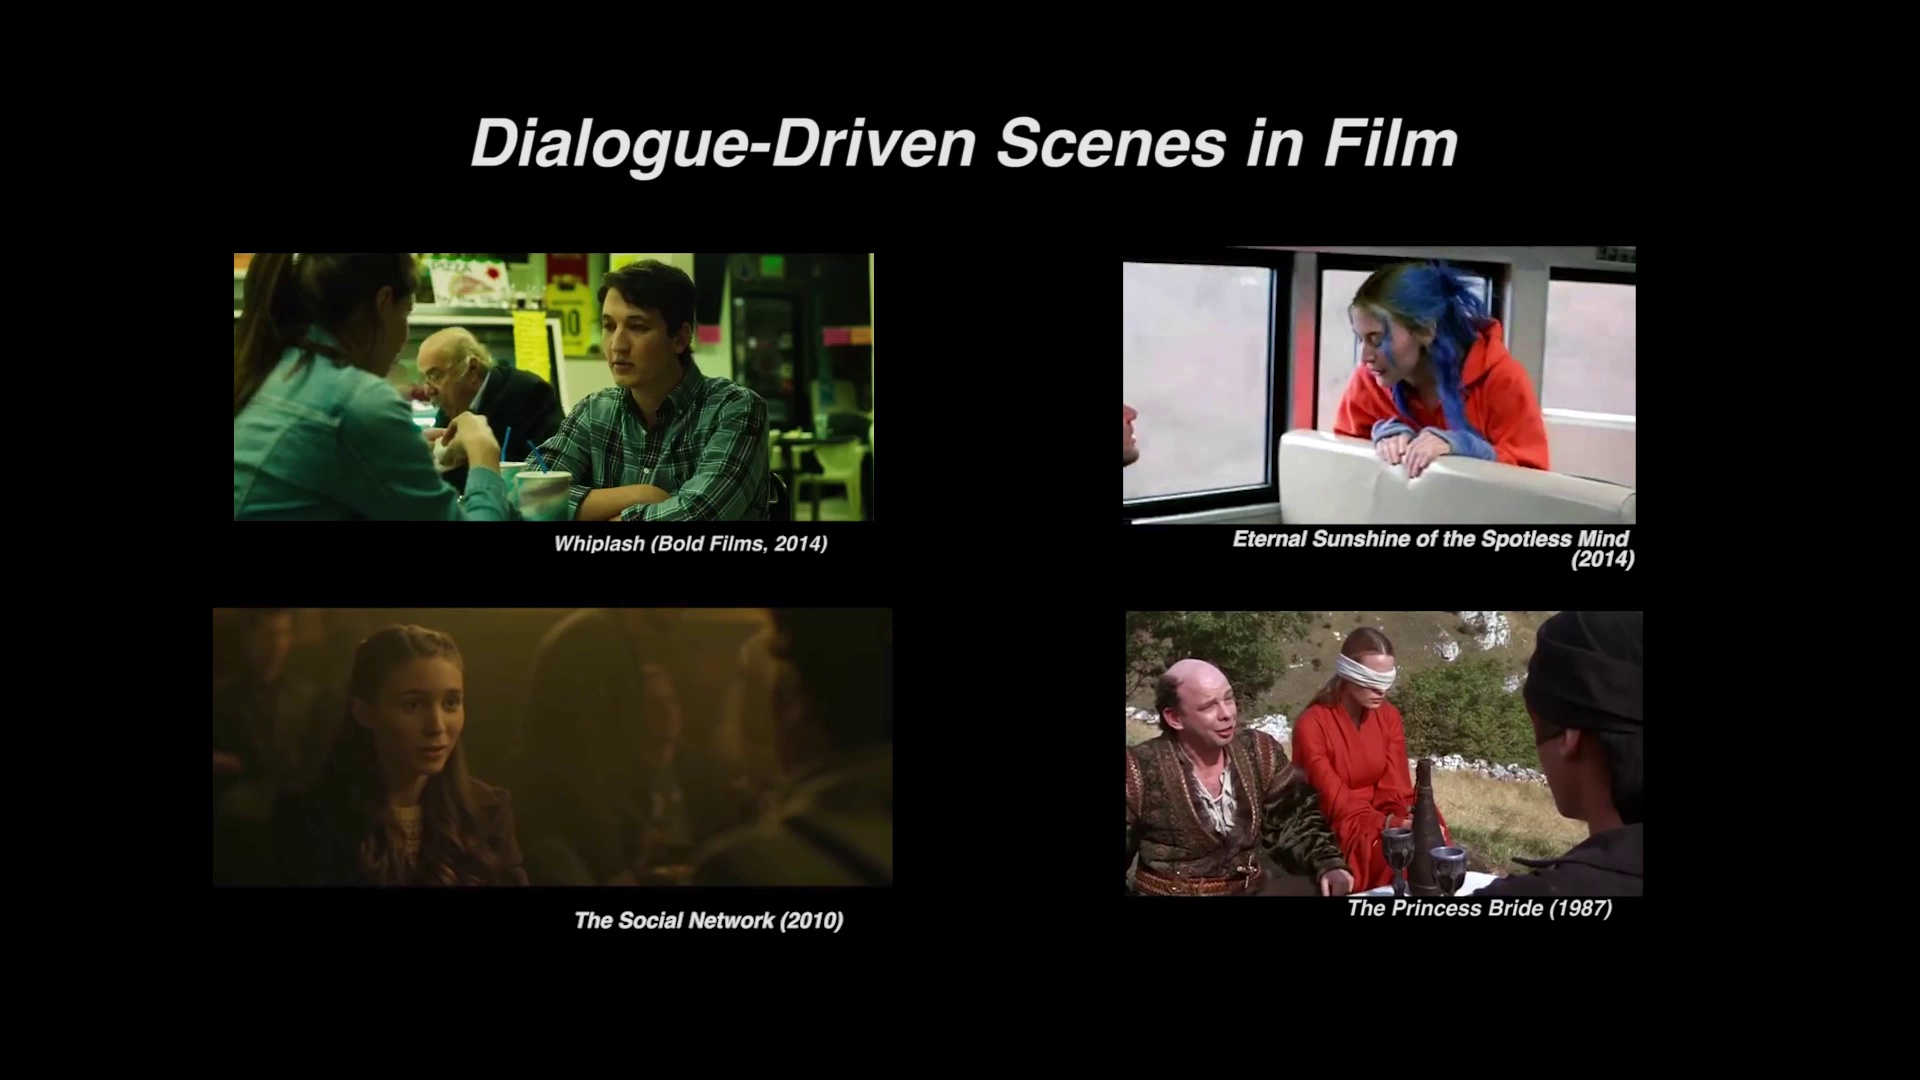 Dialogue-Driven Scenes in Film
PIZZA
Whiplash (Bold Films, 2014)
Eternal Sunshine of the Spotless Mind
(2014)
The Social Network (2010)
The Princess Bride (1987)